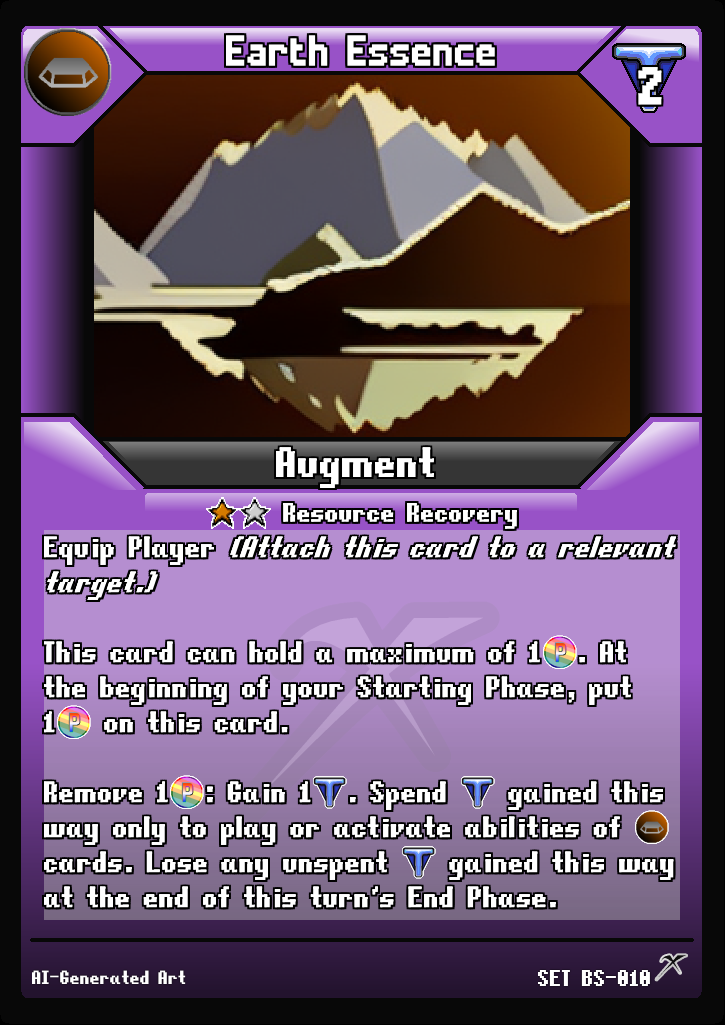 Earth Essence
2
Augment
Resource Recovery
Equip Player (Attach this card to a relevant
target.)
This card can hold a maximum of 1P. At
the beginning of your Starting Phase, put
1P on this card.
Remove 1P: Gain 1T. Spend T gained this
way only to play or activate abilities of
cards. Lose any unspent T gained this way
at the end of this turn's End Phase.
AI-Generated Art
SET BS-010